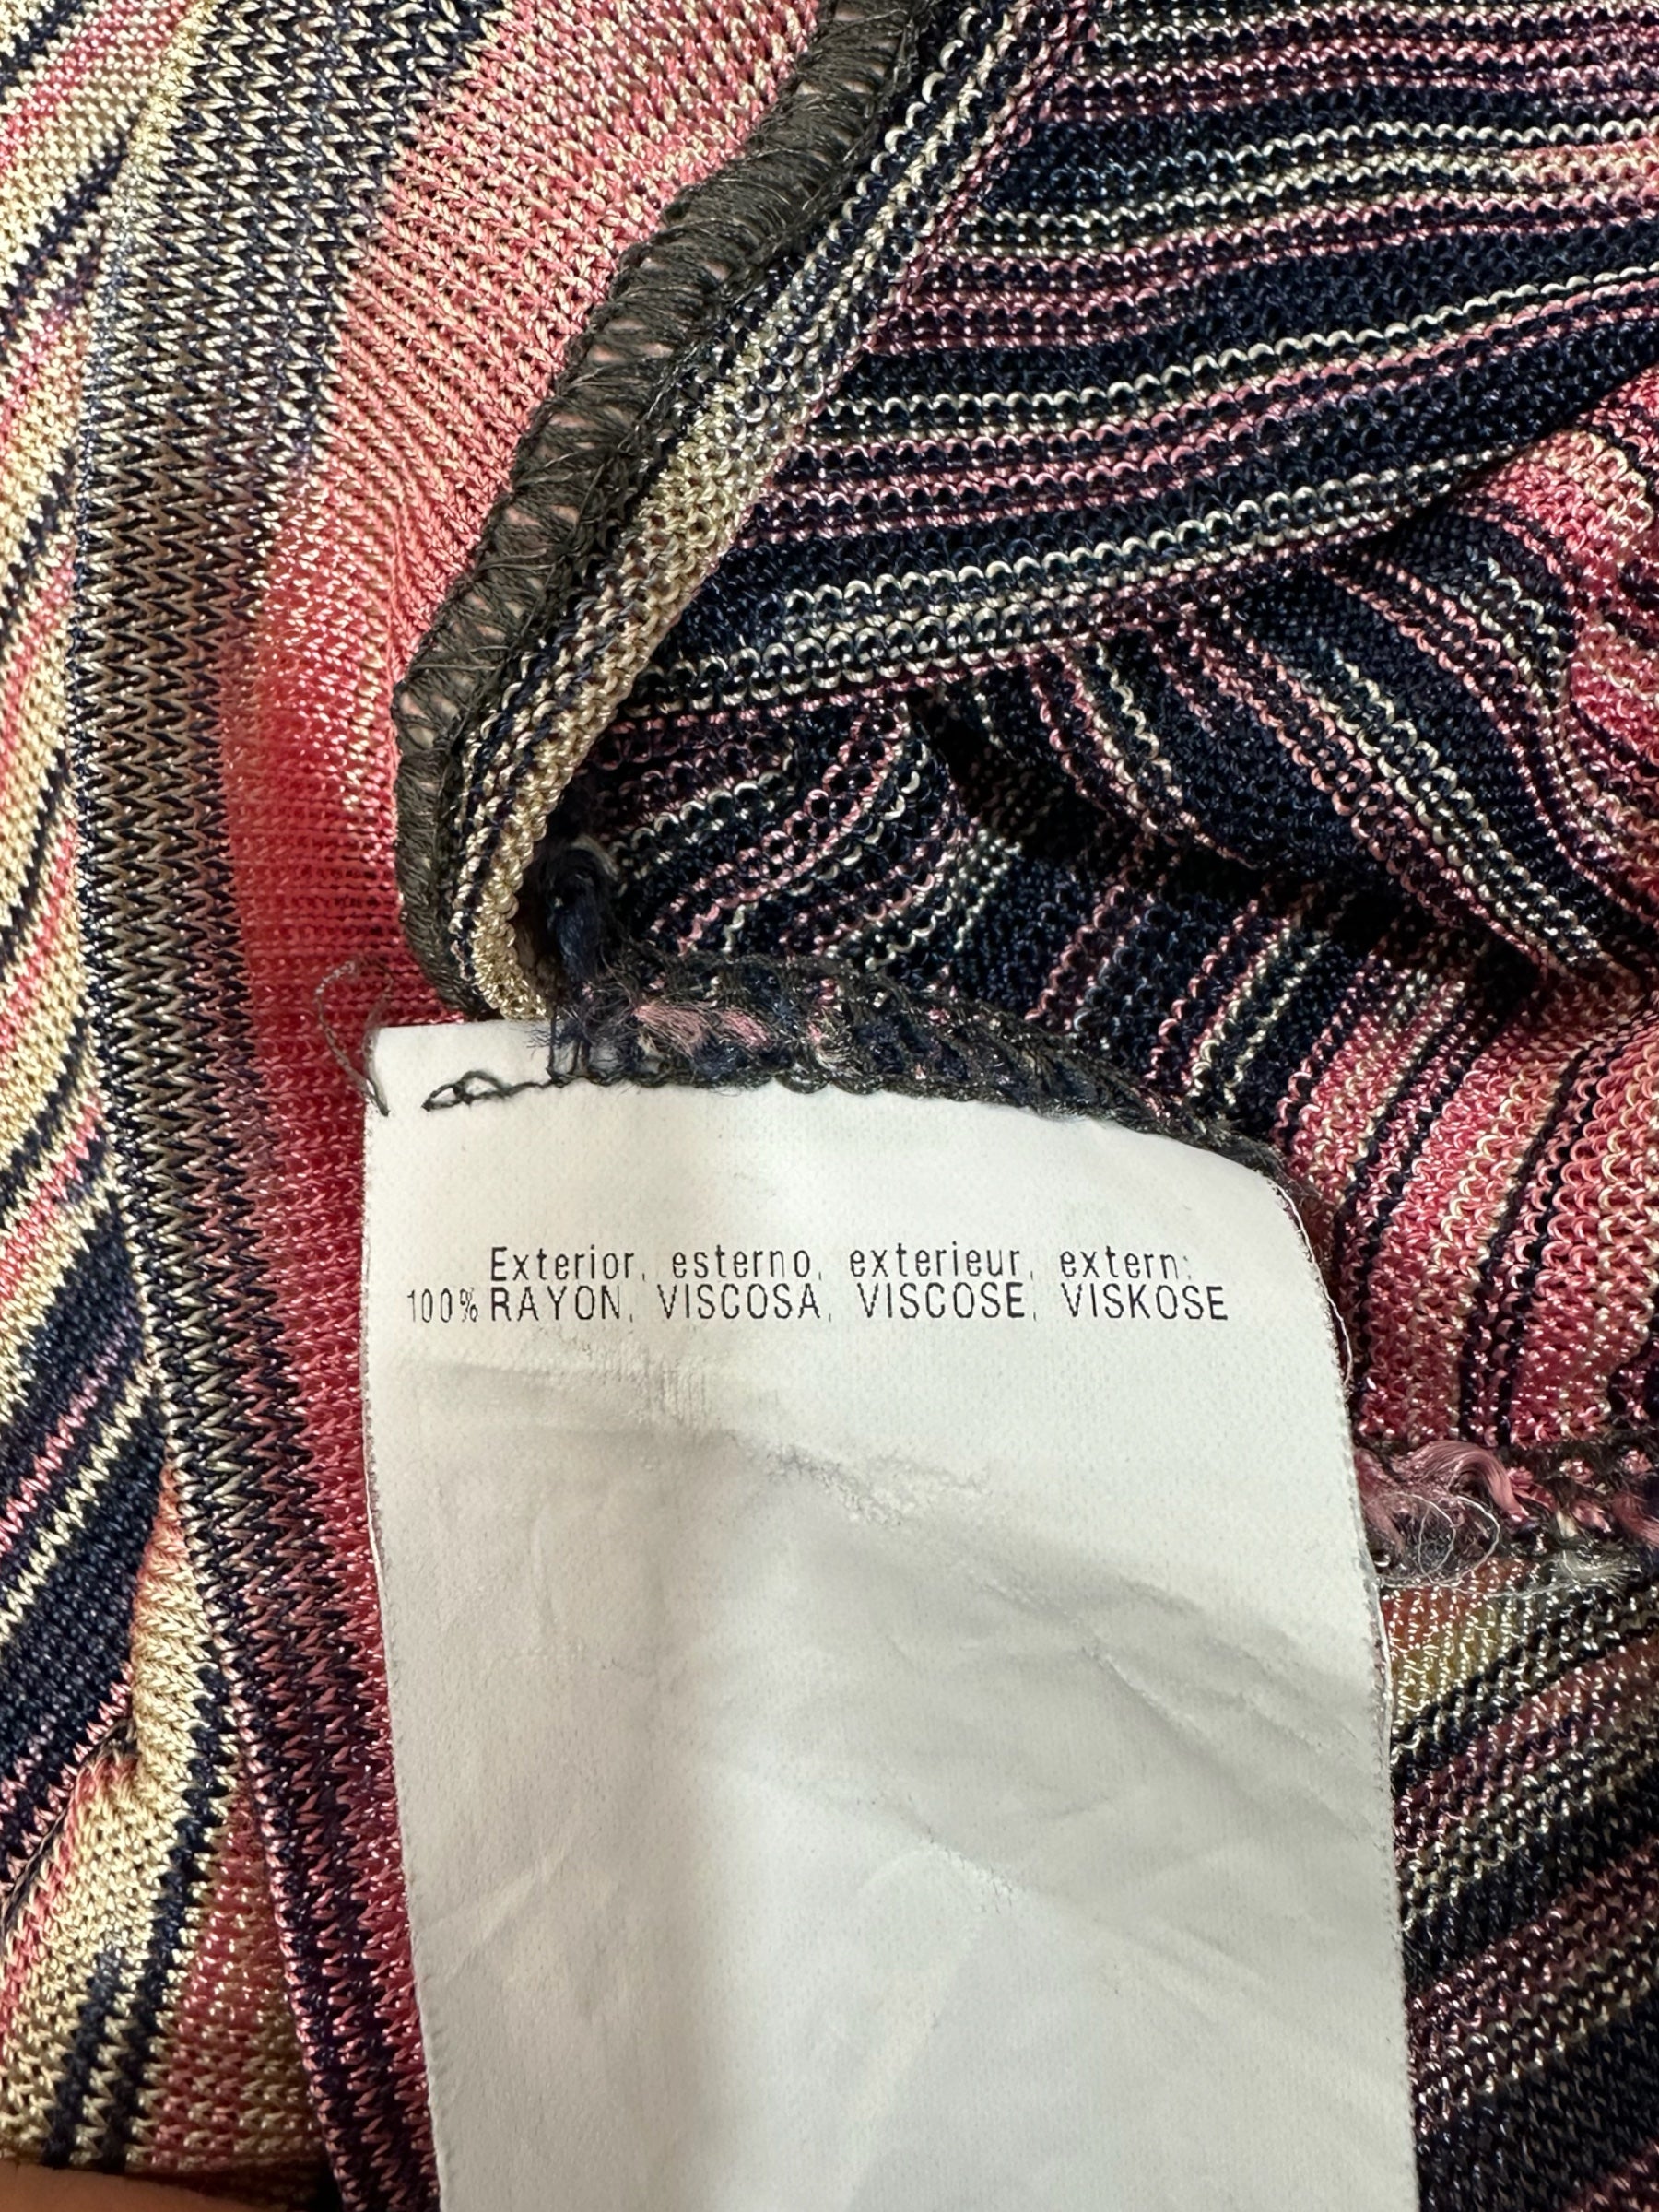 Exterior, esterno, exterieur, extern:
100% RAYON, VISCOSA, VISCOSE, VISKOSE